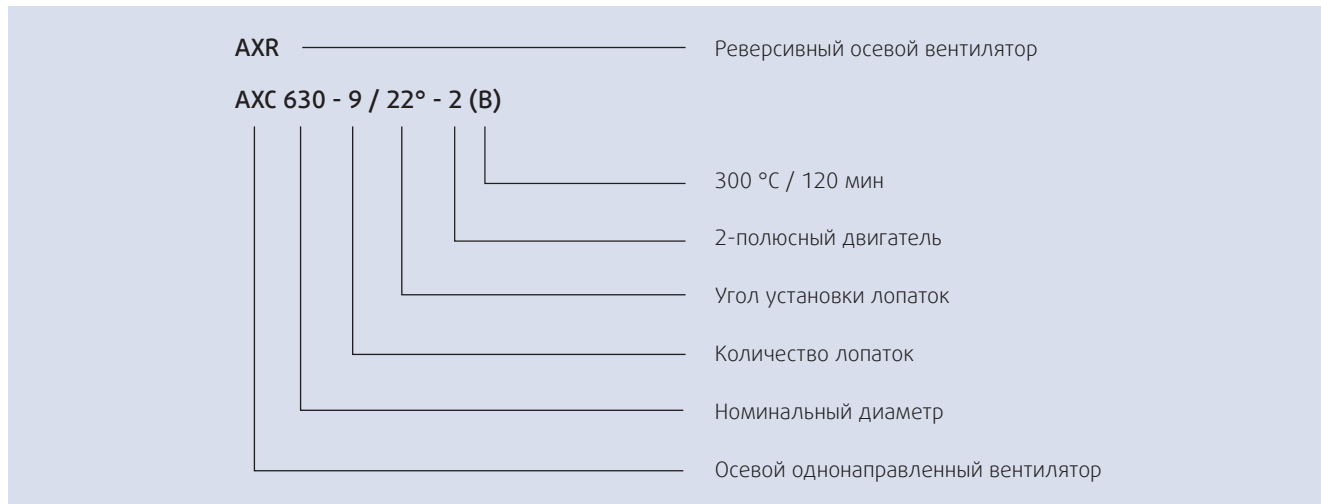 AXR Реверсивный осевой вентилятор
AXC 630 - 9 / 22° - 2 (B)
300 °C / 120 мин
2-полюсный двигатель
Угол установки лопаток
Количество лопаток
Номинальный диаметр
Осевой однонаправленный вентилятор